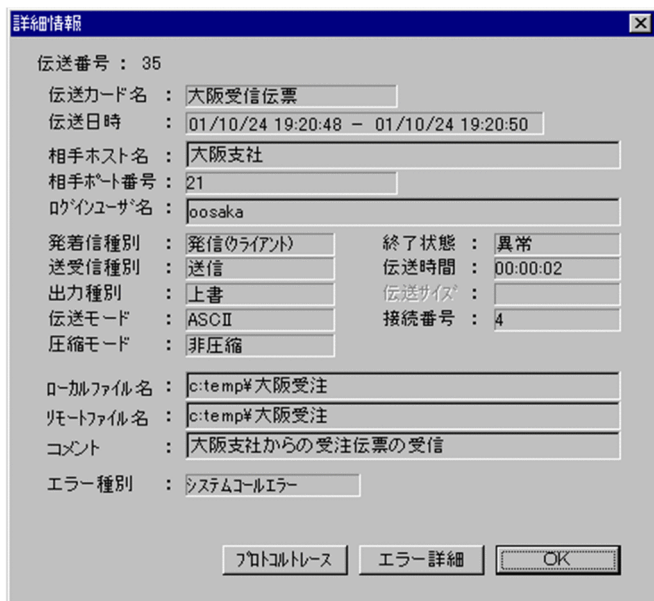 詳細情報
伝送番号 : 35
伝送カード名 : 大阪受信伝票
伝送日時 : 01/10/24 19:20:48 － 01/10/24 19:20:50
相手ホスト名 : 大阪支社
相手ﾎﾟｰﾄ番号 : 21
ﾛｸﾞｲﾝﾕｰｻﾞ名 : oosaka
発着信種別 : 発信(ｸﾗｲｱﾝﾄ) 終了状態 : 異常
送受信種別 : 送信 伝送時間 : 00:00:02
出力種別 : 上書 伝送ｻｲｽﾞ :
伝送モード : ASCII 接続番号 : 4
圧縮モード : 非圧縮
ﾛｰｶﾙﾌｧｲﾙ名 : c:temp¥大阪受注
ﾘﾓｰﾄﾌｧｲﾙ名 : c:temp¥大阪受注
コメント : 大阪支社からの受注伝票の受信
エラー種別 : ｼｽﾃﾑｺｰﾙｴﾗｰ
ﾌﾟﾛﾄｺﾙﾄﾚｰｽ エラー詳細 OK